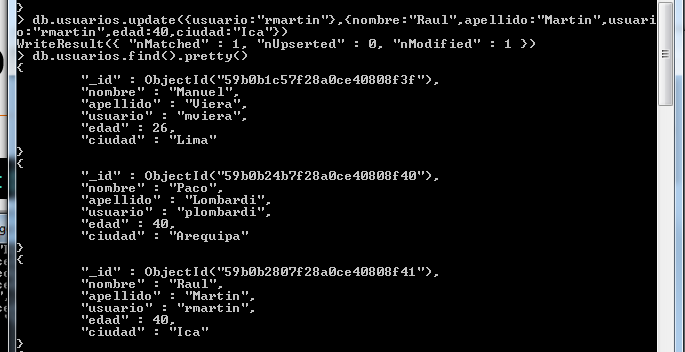 > db.usuarios.update({usuario:"rmartin"},{nombre:"Raul",apellido:"Martin",usuari
o:"rmartin",edad:40,ciudad:"Ica"})
WriteResult({ "nMatched" : 1, "nUpserted" : 0, "nModified" : 1 })
> db.usuarios.find().pretty()
{
"_id" : ObjectId("59b0b1c57f28a0ce40808f3f"),
"nombre" : "Manuel",
"apellido" : "Viera",
"usuario" : "mviera",
"edad" : 26,
"ciudad" : "Lima"
}
{
"_id" : ObjectId("59b0b24b7f28a0ce40808f40"),
"nombre" : "Paco",
"apellido" : "Lombardi",
"usuario" : "plombardi",
"edad" : 40,
"ciudad" : "Arequipa"
}
{
"_id" : ObjectId("59b0b2807f28a0ce40808f41"),
"nombre" : "Raul",
"apellido" : "Martin",
"usuario" : "rmartin",
"edad" : 40,
"ciudad" : "Ica"
}